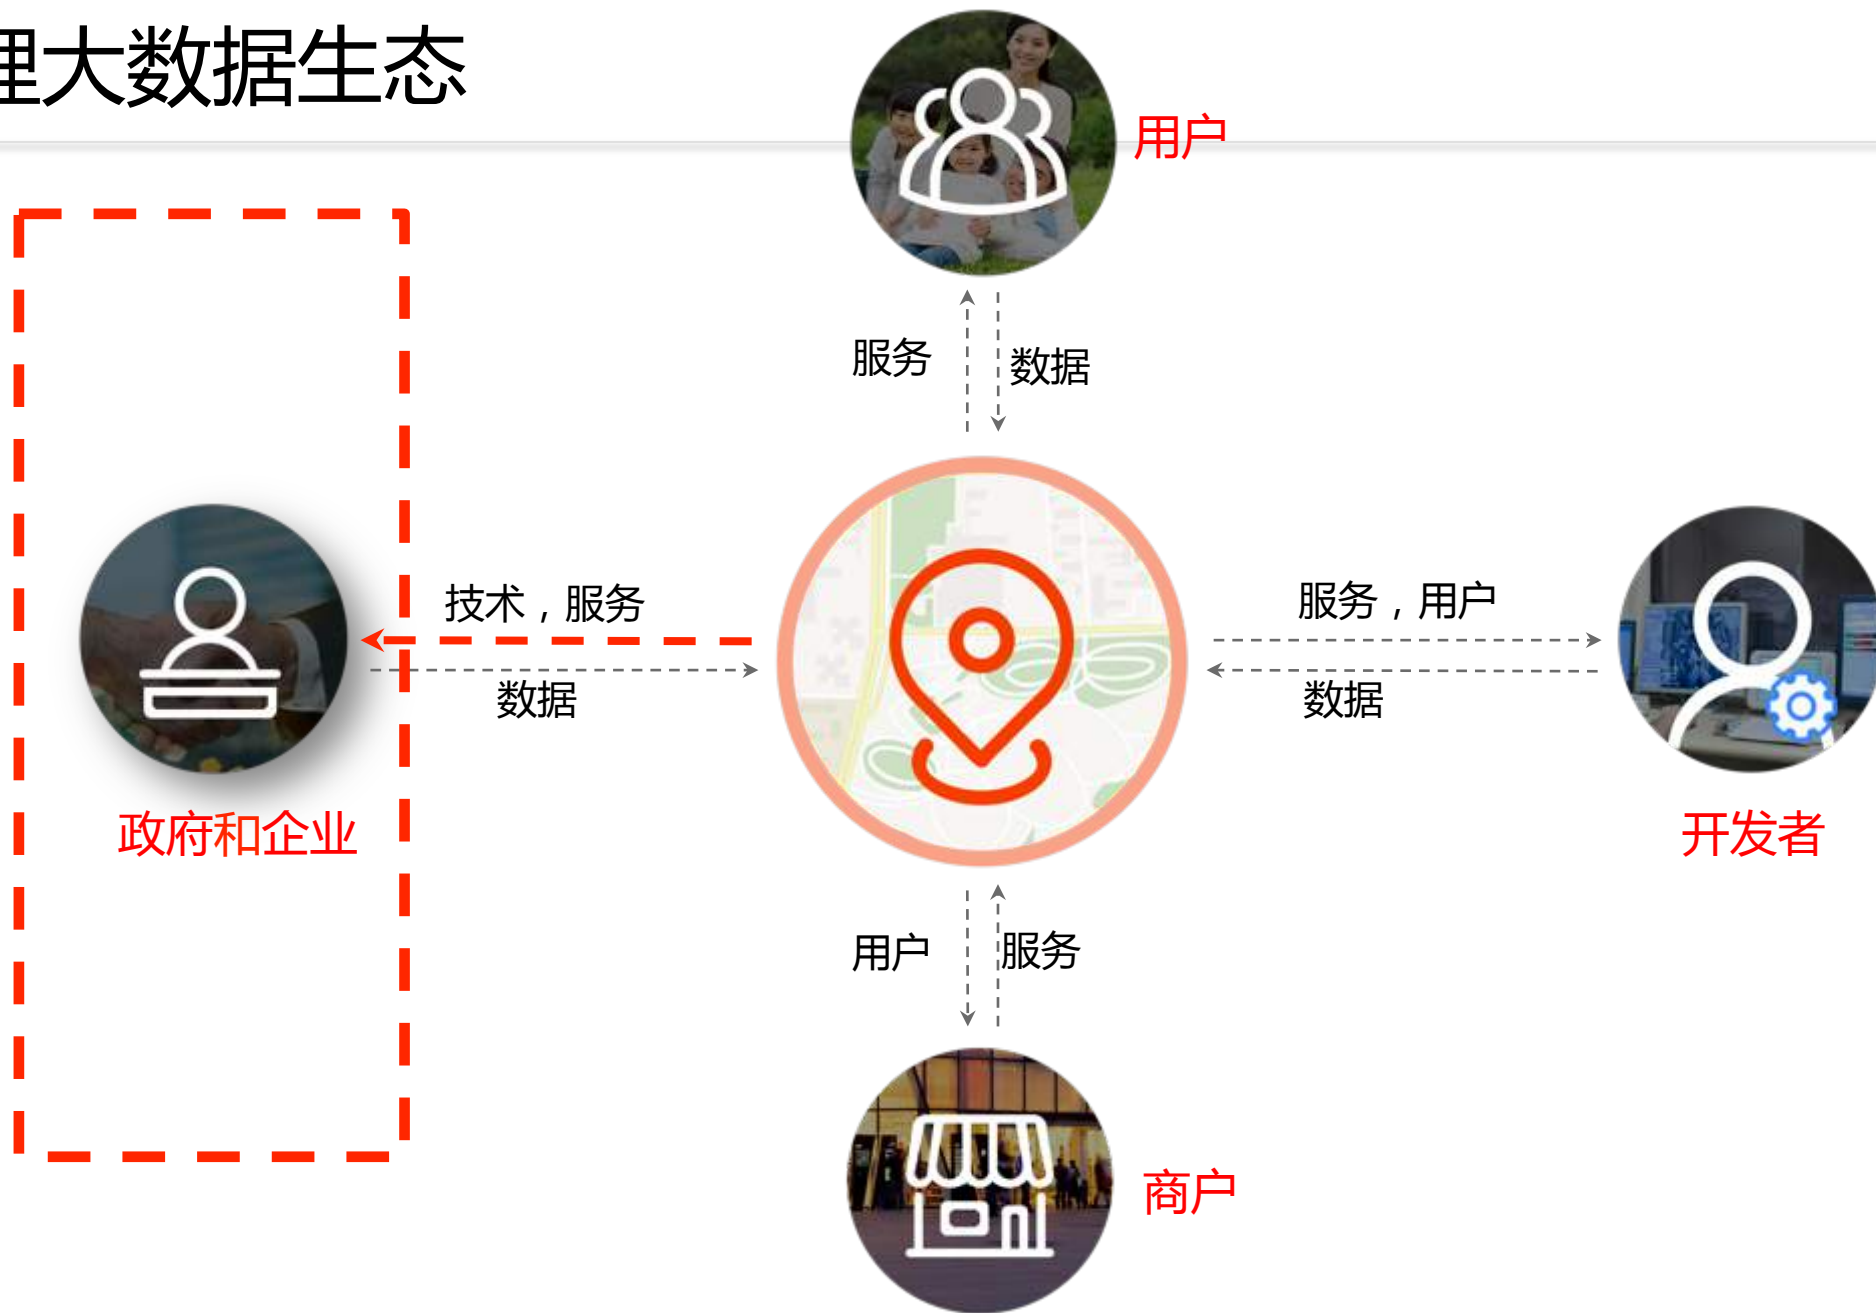 理大数据生态
用户
服务
数据
技术，服务
数据
服务，用户
数据
政府和企业
开发者
用户
服务
商户